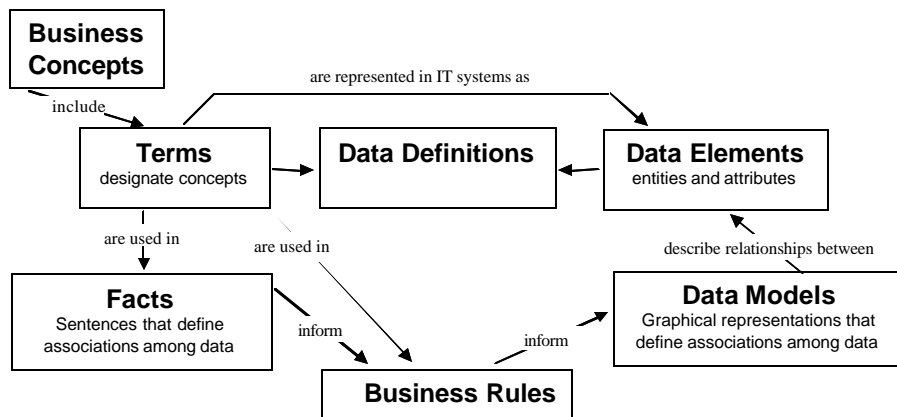 Business
Concepts
are represented in IT systems as
include
Terms
designate concepts
Data Definitions
Data Elements
entities and attributes
are used in
are used in
describe relationships between
Facts
Sentences that define
associations among data
inform
inform
Data Models
Graphical representations that
define associations among data
Business Rules